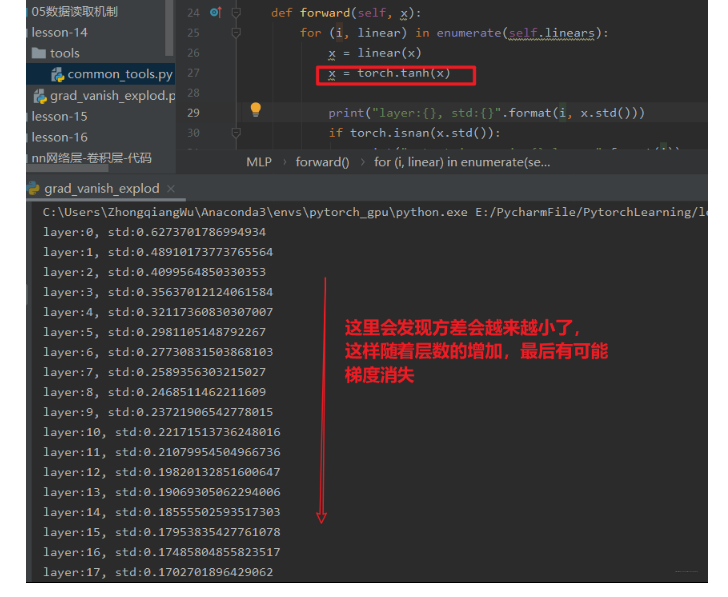 05数据读取机制
lesson-14
tools
common_tools.py
grad_vanish_explod.p
lesson-15
lesson-16
nn网络层-卷积层-代码
24 def forward(self, x):
25 for (i, linear) in enumerate(self.linears):
26 x = linear(x)
27 x = torch.tanh(x)
28
29 print("layer:{}, std:{}".format(i, x.std()))
30 if torch.isnan(x.std()):
MLP › forward() › for (i, linear) in enumerate(se...
grad_vanish_explod ×
C:\Users\ZhongqiangWu\Anaconda3\envs\pytorch_gpu\python.exe E:/PycharmFile/PytorchLearning/le
layer:0, std:0.6273701786994934
layer:1, std:0.48910173773765564
layer:2, std:0.4099564850330353
layer:3, std:0.35637012124061584
layer:4, std:0.32117360830307007
layer:5, std:0.2981105148792267
layer:6, std:0.27730831503868103
layer:7, std:0.2589356303215027
layer:8, std:0.2468511462211609
layer:9, std:0.23721906542778015
layer:10, std:0.22171513736248016
layer:11, std:0.21079954504966736
layer:12, std:0.19820132851600647
layer:13, std:0.19069305062294006
layer:14, std:0.18555502593517303
layer:15, std:0.17953835427761078
layer:16, std:0.17485804855823517
layer:17, std:0.1702701896429062
这里会发现方差会越来越小了，
这样随着层数的增加，最后有可能
梯度消失